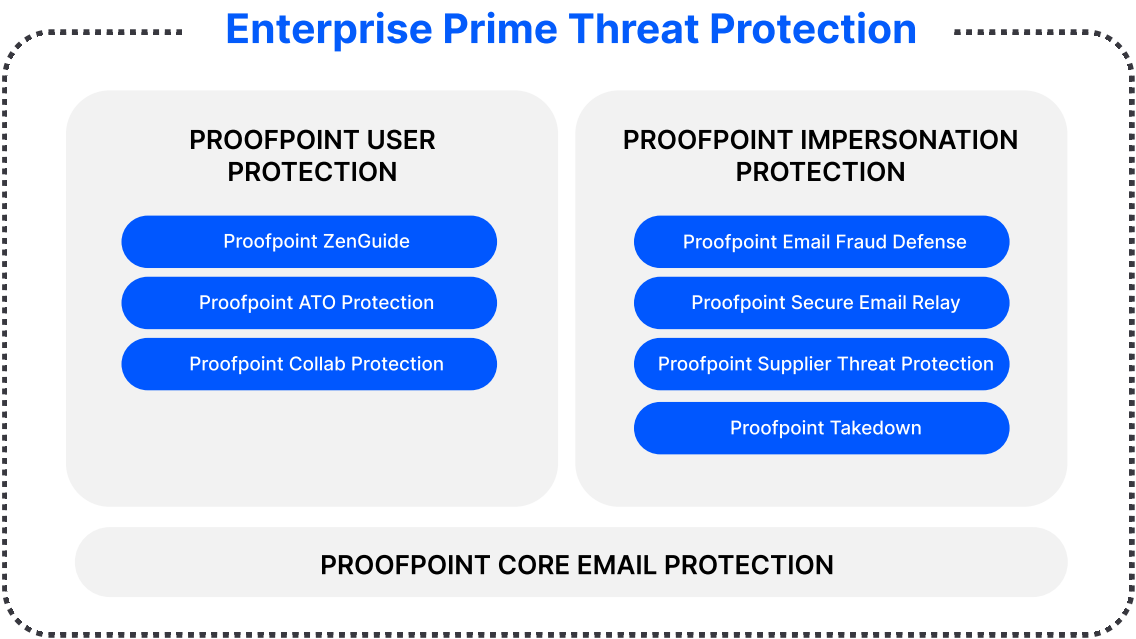 Enterprise Prime Threat Protection
PROOFPOINT USER
PROTECTION
Proofpoint ZenGuide
Proofpoint ATO Protection
Proofpoint Collab Protection
PROOFPOINT IMPERSONATION
PROTECTION
Proofpoint Email Fraud Defense
Proofpoint Secure Email Relay
Proofpoint Supplier Threat Protection
Proofpoint Takedown
PROOFPOINT CORE EMAIL PROTECTION